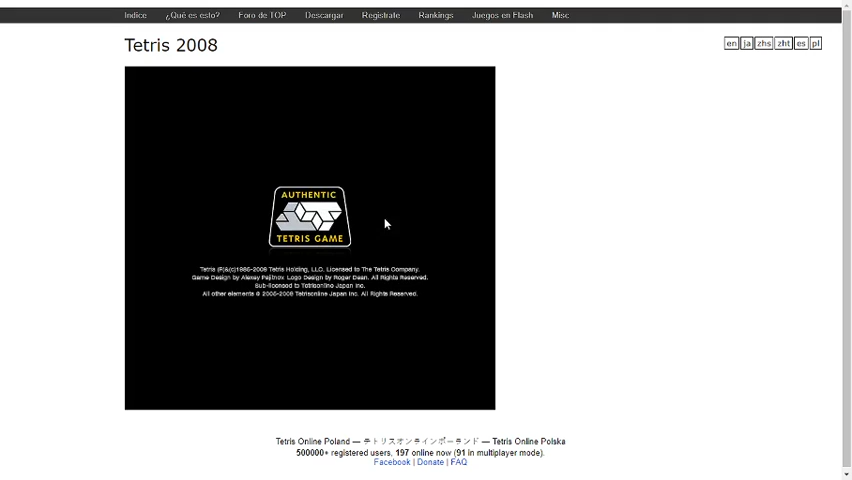 Indice ¿Qué es esto? Foro de TOP Descargar Registrate Rankings Juegos en Flash Misc
Tetris 2008
en ja zhs zht es pl
AUTHENTIC
TETRIS GAME
Tetris (R)&(c)1985-2008 Tetris Holding, LLC. Licensed to The Tetris Company.
Game Design by Alexey Pajitnov. Logo Design by Roger Dean. All Rights Reserved.
Sub-licensed to Tetrisonline Japan Inc.
All other elements © 2006-2008 Tetrisonline Japan Inc. All Rights Reserved.
Tetris Online Poland — テトリスオンラインポーランド — Tetris Online Polska
500000+ registered users, 197 online now (91 in multiplayer mode).
Facebook | Donate | FAQ